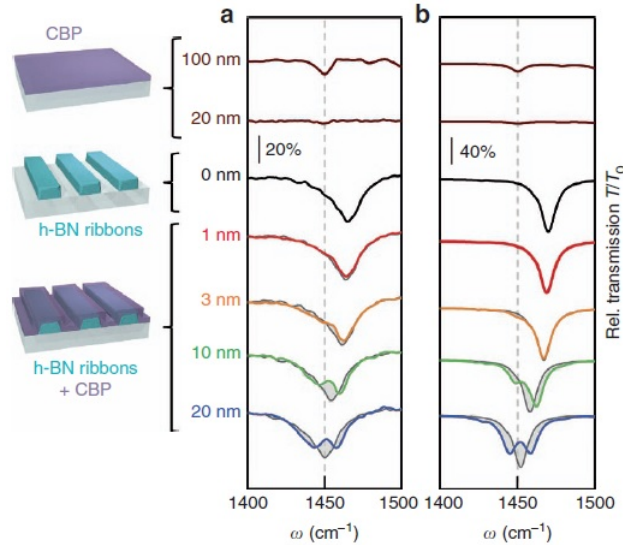 a
b
CBP
100 nm
20 nm
20%
40%
0 nm
h-BN ribbons
1 nm
3 nm
10 nm
20 nm
h-BN ribbons
+ CBP
Rel. transmission T/T₀
1400
1450
1500
1400
1450
1500
ω (cm⁻¹)
ω (cm⁻¹)